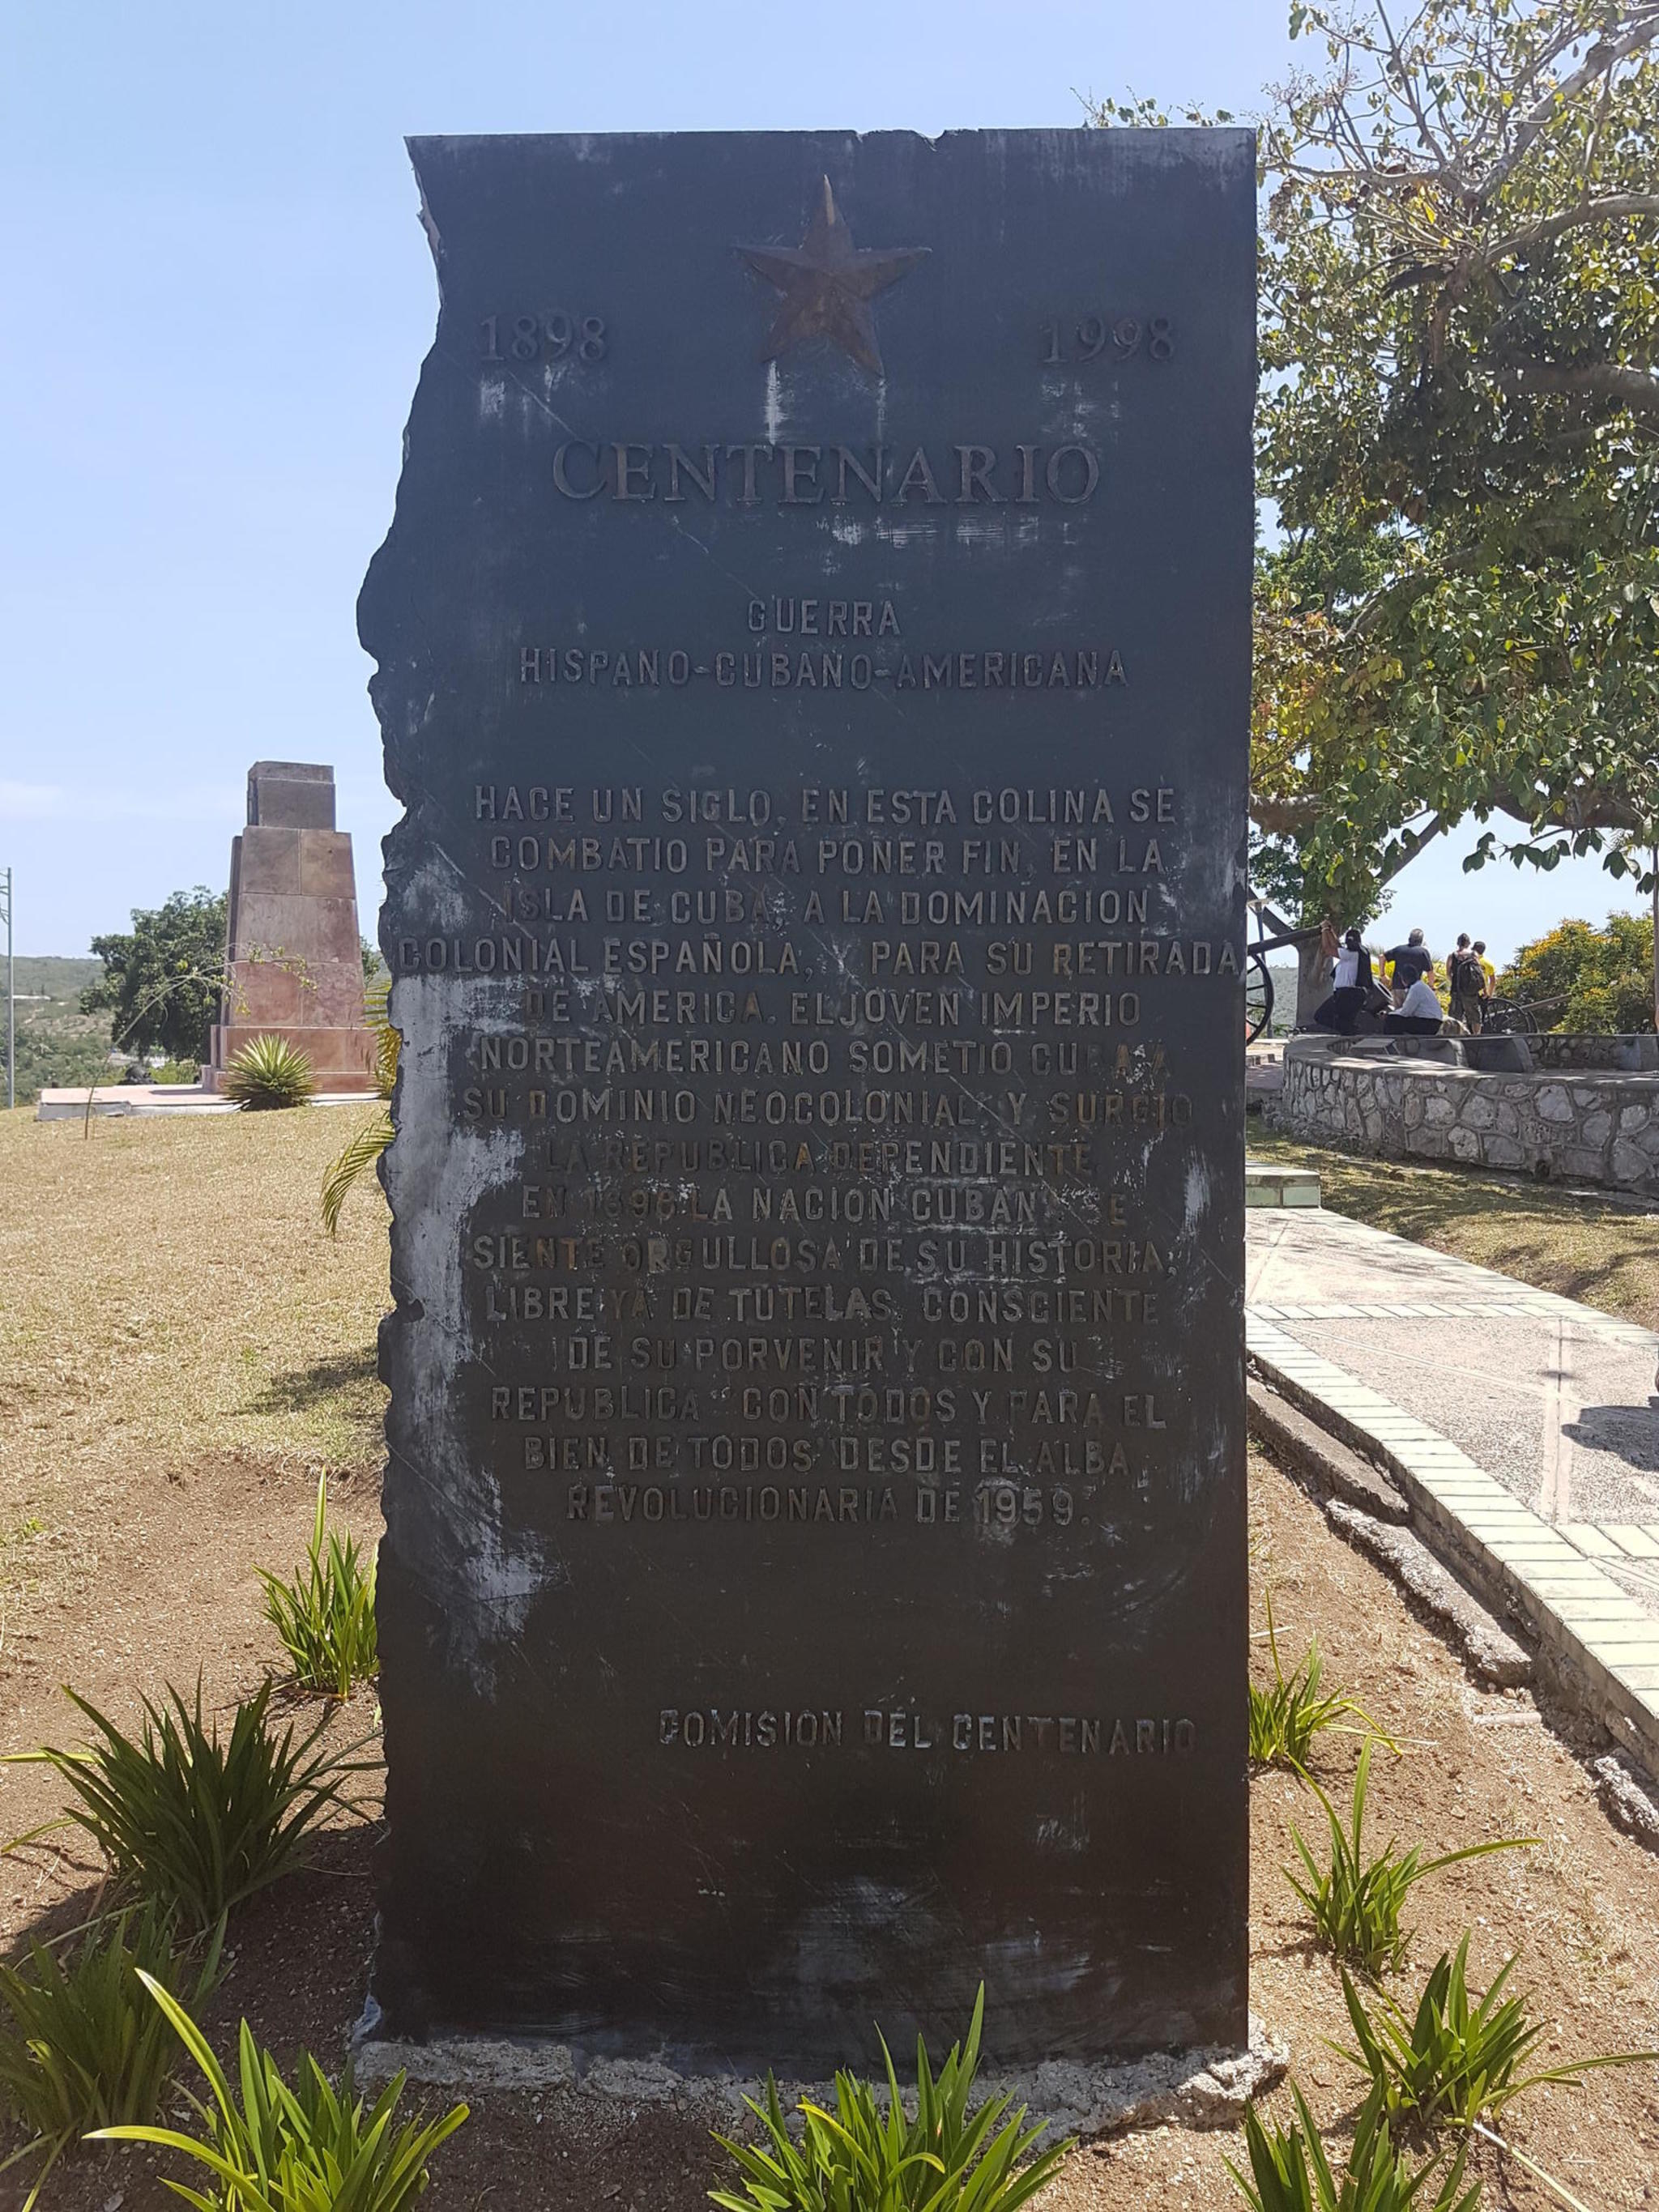 1898 1998
CENTENARIO
GUERRA
HISPANO-CUBANO-AMERICANA
HACE UN SIGLO, EN ESTA COLINA SE
COMBATIO PARA PONER FIN, EN LA
ISLA DE CUBA, A LA DOMINACION
COLONIAL ESPAÑOLA, Y PARA SU RETIRADA
DE AMERICA. EL JOVEN IMPERIO
NORTEAMERICANO SOMETIO CUBA A
SU DOMINIO NEOCOLONIAL Y SURGIO
LA REPUBLICA DEPENDIENTE
EN LA NACION CUBANA SE
SIENTE ORGULLOSA DE SU HISTORIA,
LIBRE YA DE TUTELAS, CONSCIENTE
DE SU PORVENIR Y CON SU
REPUBLICA "CON TODOS Y PARA EL
BIEN DE TODOS" DESDE EL ALBA
REVOLUCIONARIA DE 1959.
COMISION DEL CENTENARIO